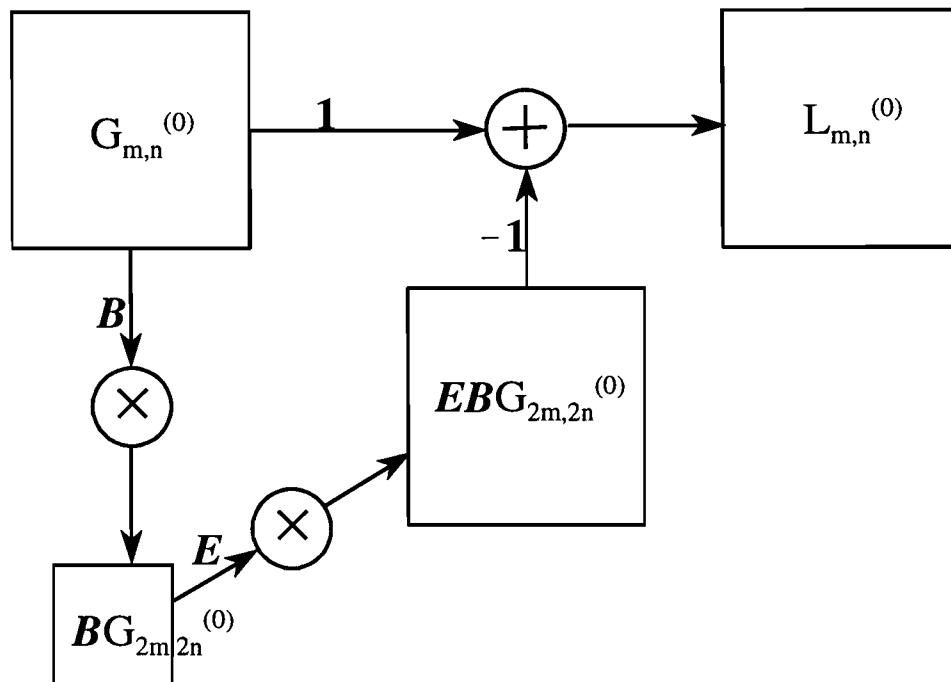 G_{m,n}^{(0)}
1
+
L_{m,n}^{(0)}
-1
B
×
EBG_{2m,2n}^{(0)}
×
E
BG_{2m,2n}^{(0)}